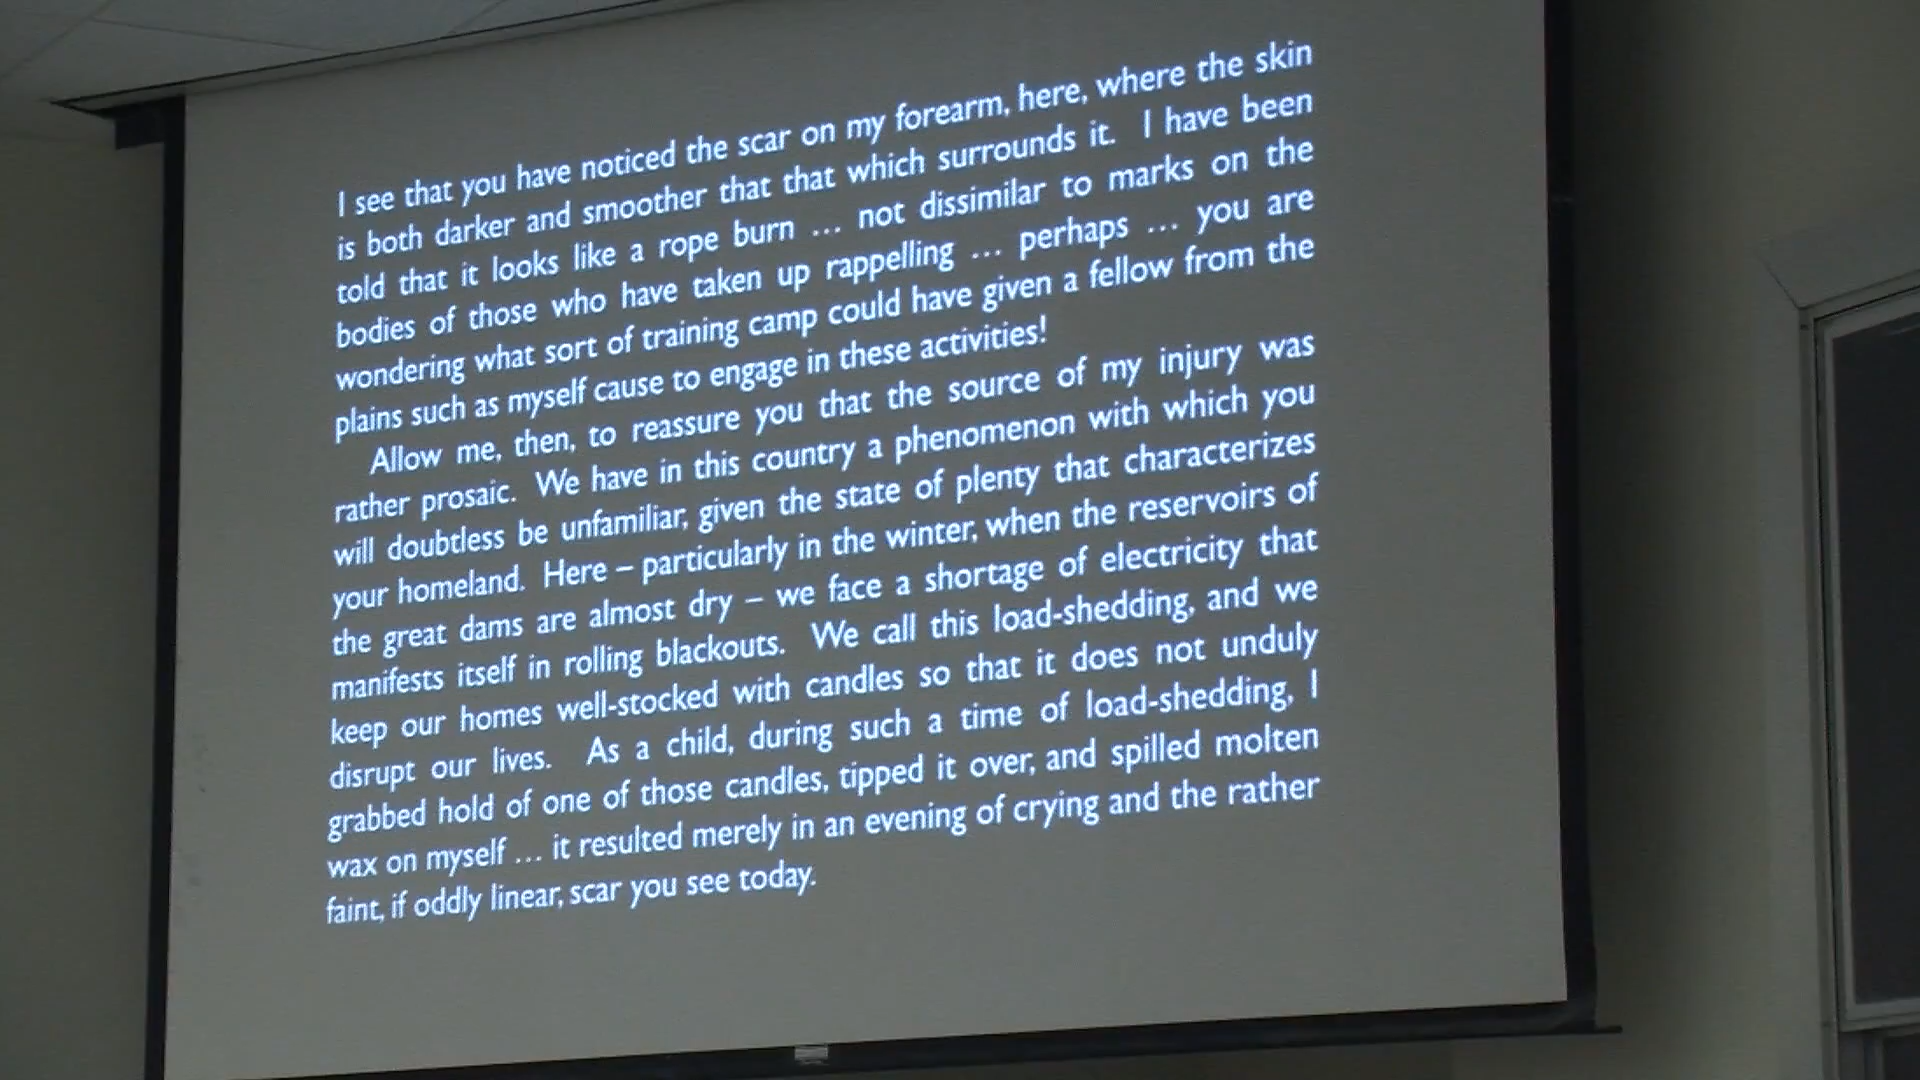 I see that you have noticed the scar on my forearm, here, where the skin
is both darker and smoother that that which surrounds it. I have been
told that it looks like a rope burn ... not dissimilar to marks on the
bodies of those who have taken up rappelling ... perhaps ... you are
wondering what sort of training camp could have given a fellow from the
plains such as myself cause to engage in these activities!
Allow me, then, to reassure you that the source of my injury was
rather prosaic. We have in this country a phenomenon with which you
will doubtless be unfamiliar, given the state of plenty that characterizes
your homeland. Here – particularly in the winter, when the reservoirs of
the great dams are almost dry – we face a shortage of electricity that
manifests itself in rolling blackouts. We call this load-shedding, and we
keep our homes well-stocked with candles so that it does not unduly
disrupt our lives. As a child, during such a time of load-shedding, I
grabbed hold of one of those candles, tipped it over, and spilled molten
wax on myself ... it resulted merely in an evening of crying and the rather
faint, if oddly linear, scar you see today.